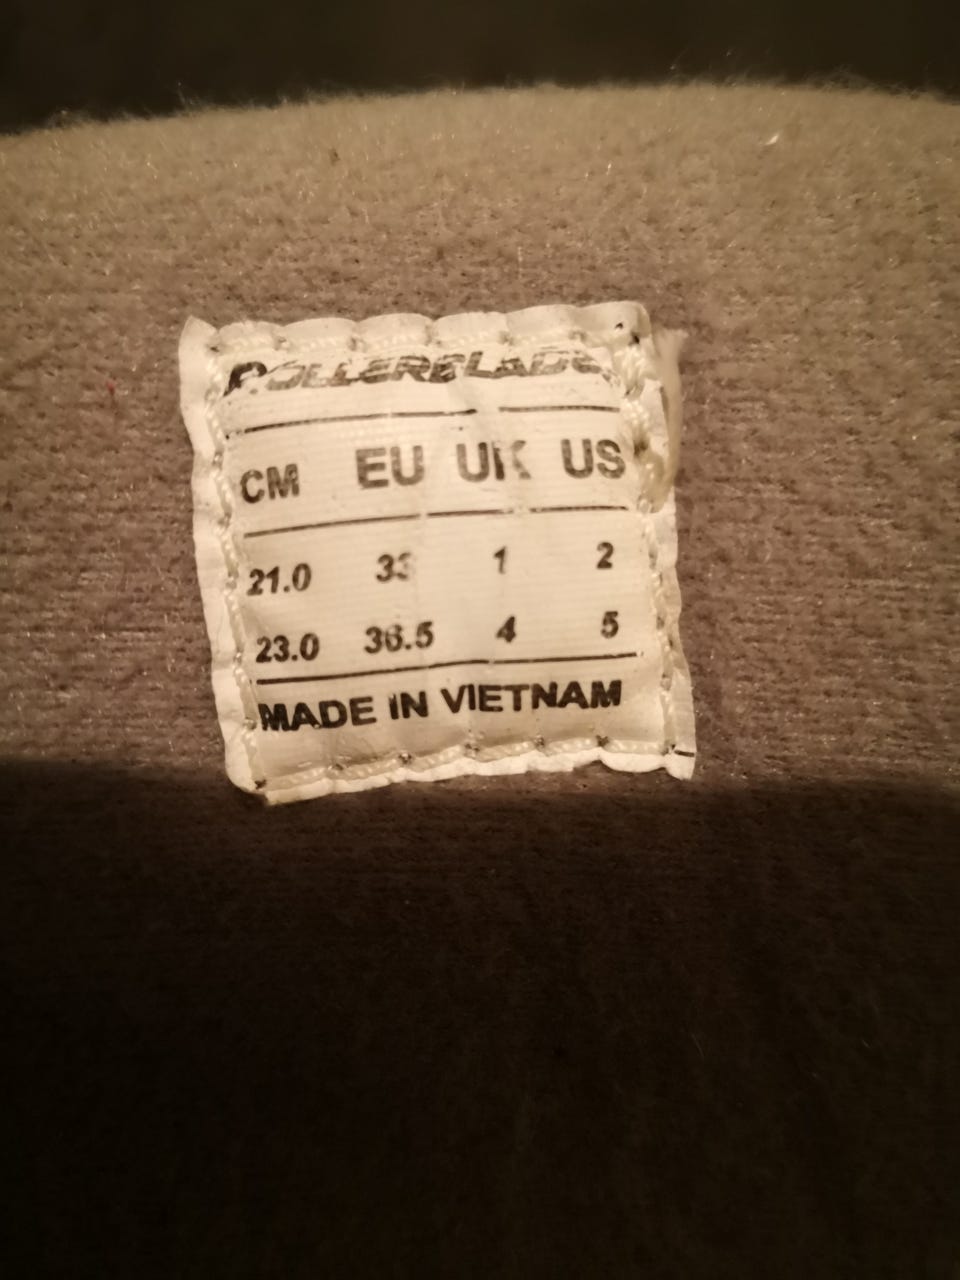 ROLLERBLADE
CM EU UK US
21.0 33 1 2
23.0 36.5 4 5
MADE IN VIETNAM